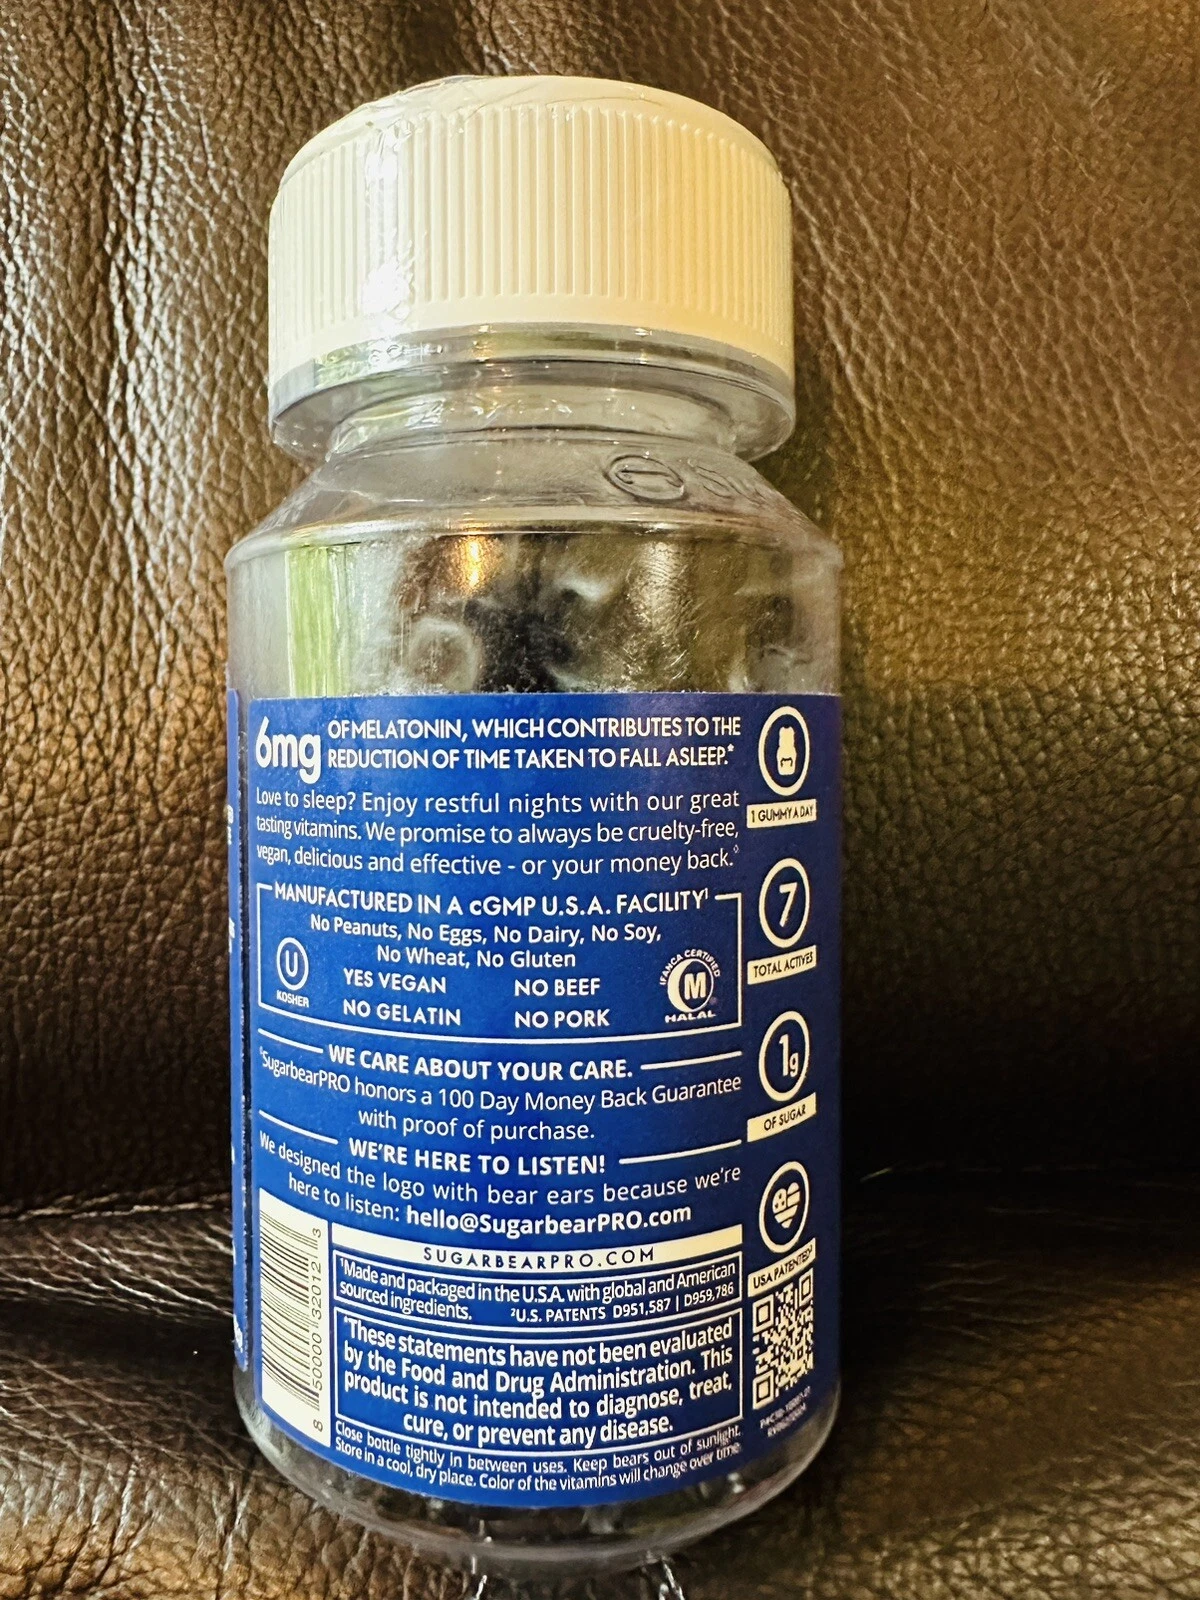 6mg OF MELATONIN, WHICH CONTRIBUTES TO THE
REDUCTION OF TIME TAKEN TO FALL ASLEEP.*
Love to sleep? Enjoy restful nights with our great
tasting vitamins. We promise to always be cruelty-free,
vegan, delicious and effective - or your money back.◊
MANUFACTURED IN A cGMP U.S.A. FACILITY¹
No Peanuts, No Eggs, No Dairy, No Soy,
No Wheat, No Gluten
U
KOSHER
YES VEGAN NO BEEF
NO GELATIN NO PORK
IFANCA CERTIFIED
M
HALAL
WE CARE ABOUT YOUR CARE.
◊SugarbearPRO honors a 100 Day Money Back Guarantee
with proof of purchase.
WE'RE HERE TO LISTEN!
We designed the logo with bear ears because we're
here to listen: hello@SugarbearPRO.com
SUGARBEARPRO.COM
¹Made and packaged in the U.S.A. with global and American
sourced ingredients. ²U.S. PATENTS D951,587 | D959,786
*These statements have not been evaluated
by the Food and Drug Administration. This
product is not intended to diagnose, treat,
cure, or prevent any disease.
Close bottle tightly in between uses. Keep bears out of sunlight.
Store in a cool, dry place. Color of the vitamins will change over time.
8 50000 32012 3
1 GUMMY A DAY
7
TOTAL ACTIVES
1g
OF SUGAR
USA PATENTED²